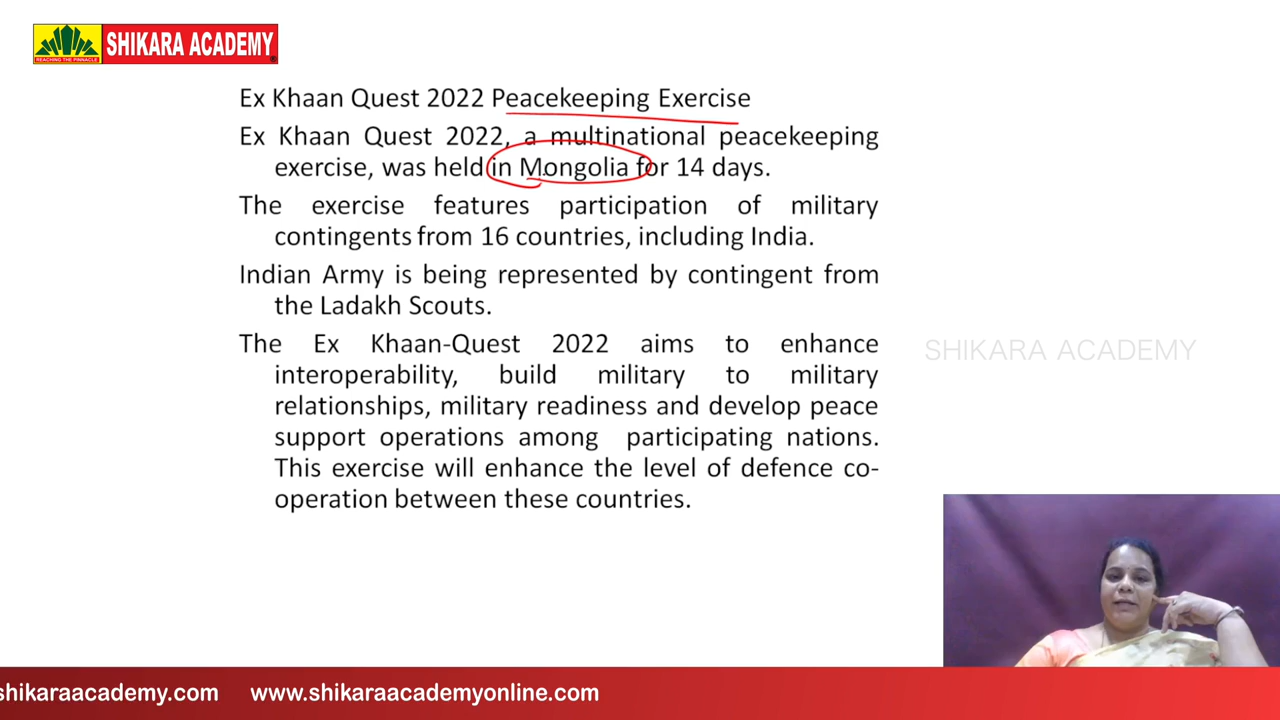 SHIKARA ACADEMY
REACHING THE PINNACLE
Ex Khaan Quest 2022 Peacekeeping Exercise
Ex Khaan Quest 2022, a multinational peacekeeping
exercise, was held in Mongolia for 14 days.
The exercise features participation of military
contingents from 16 countries, including India.
Indian Army is being represented by contingent from
the Ladakh Scouts.
The Ex Khaan-Quest 2022 aims to enhance
interoperability, build military to military
relationships, military readiness and develop peace
support operations among participating nations.
This exercise will enhance the level of defence co-
operation between these countries.
SHIKARA ACADEMY
shikaraacademy.com www.shikaraacademyonline.com